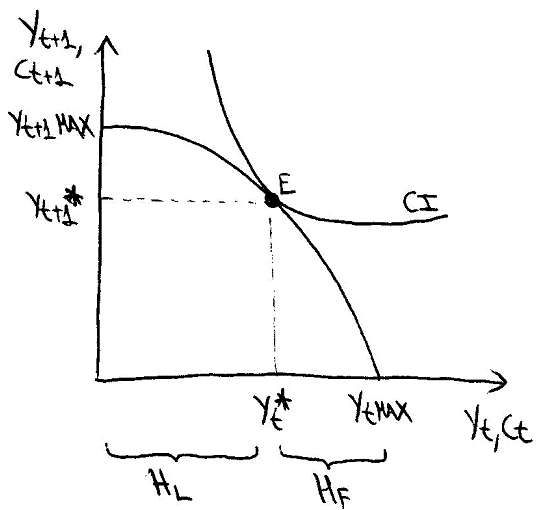 Yt+1,
Ct+1
Yt+1 MAX
Yt+1*
E
CI
Yt*
YtMAX
Yt, Ct
HL
HF